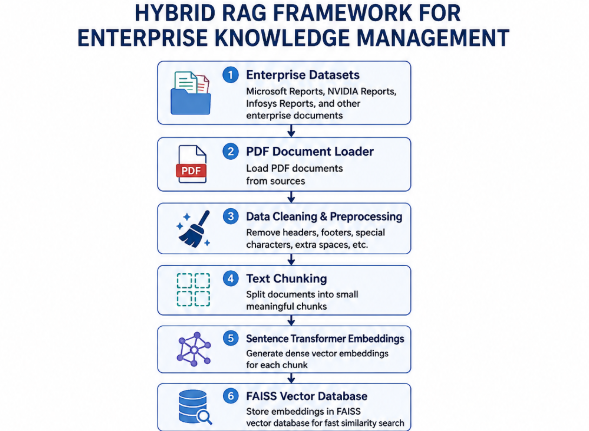 HYBRID RAG FRAMEWORK FOR
ENTERPRISE KNOWLEDGE MANAGEMENT
1 Enterprise Datasets
Microsoft Reports, NVIDIA Reports,
Infosys Reports, and other
enterprise documents
PDF
2 PDF Document Loader
Load PDF documents
from sources
3 Data Cleaning & Preprocessing
Remove headers, footers, special
characters, extra spaces, etc.
4 Text Chunking
Split documents into small
meaningful chunks
5 Sentence Transformer Embeddings
Generate dense vector embeddings
for each chunk
6 FAISS Vector Database
Store embeddings in FAISS
vector database for fast similarity search